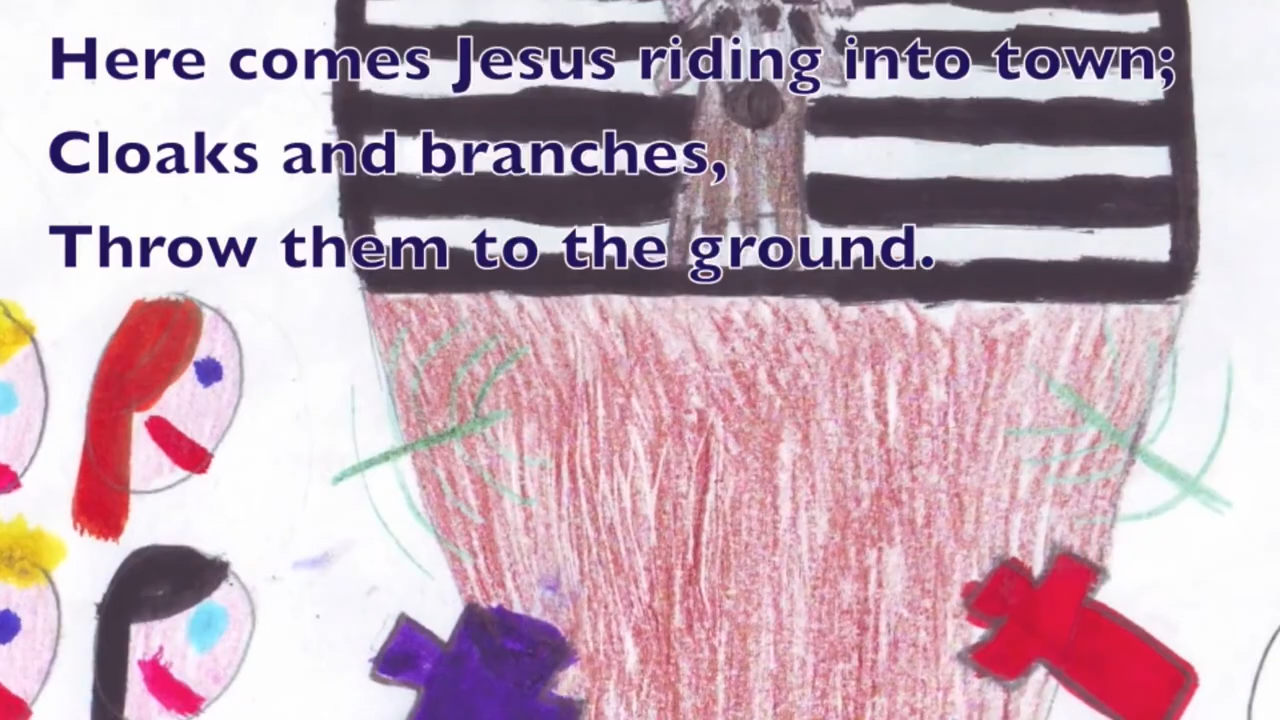 Here comes Jesus riding into town;
Cloaks and branches,
Throw them to the ground.